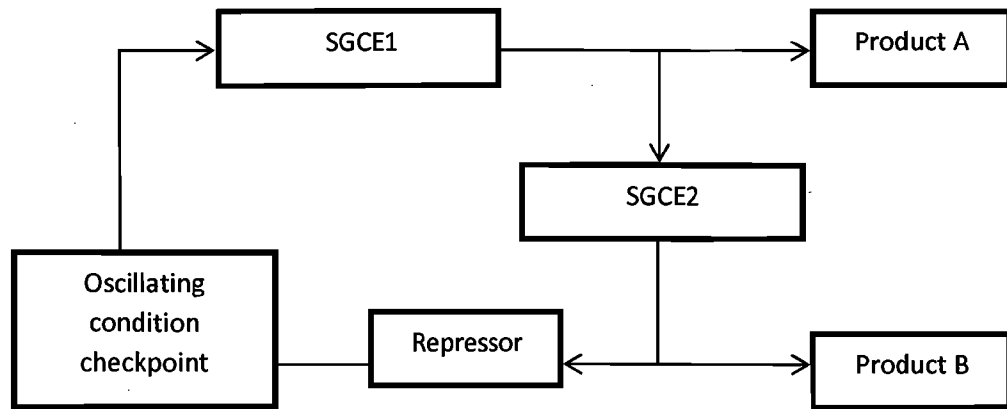 SGCE1
Product A
SGCE2
Oscillating
condition
checkpoint
Repressor
Product B